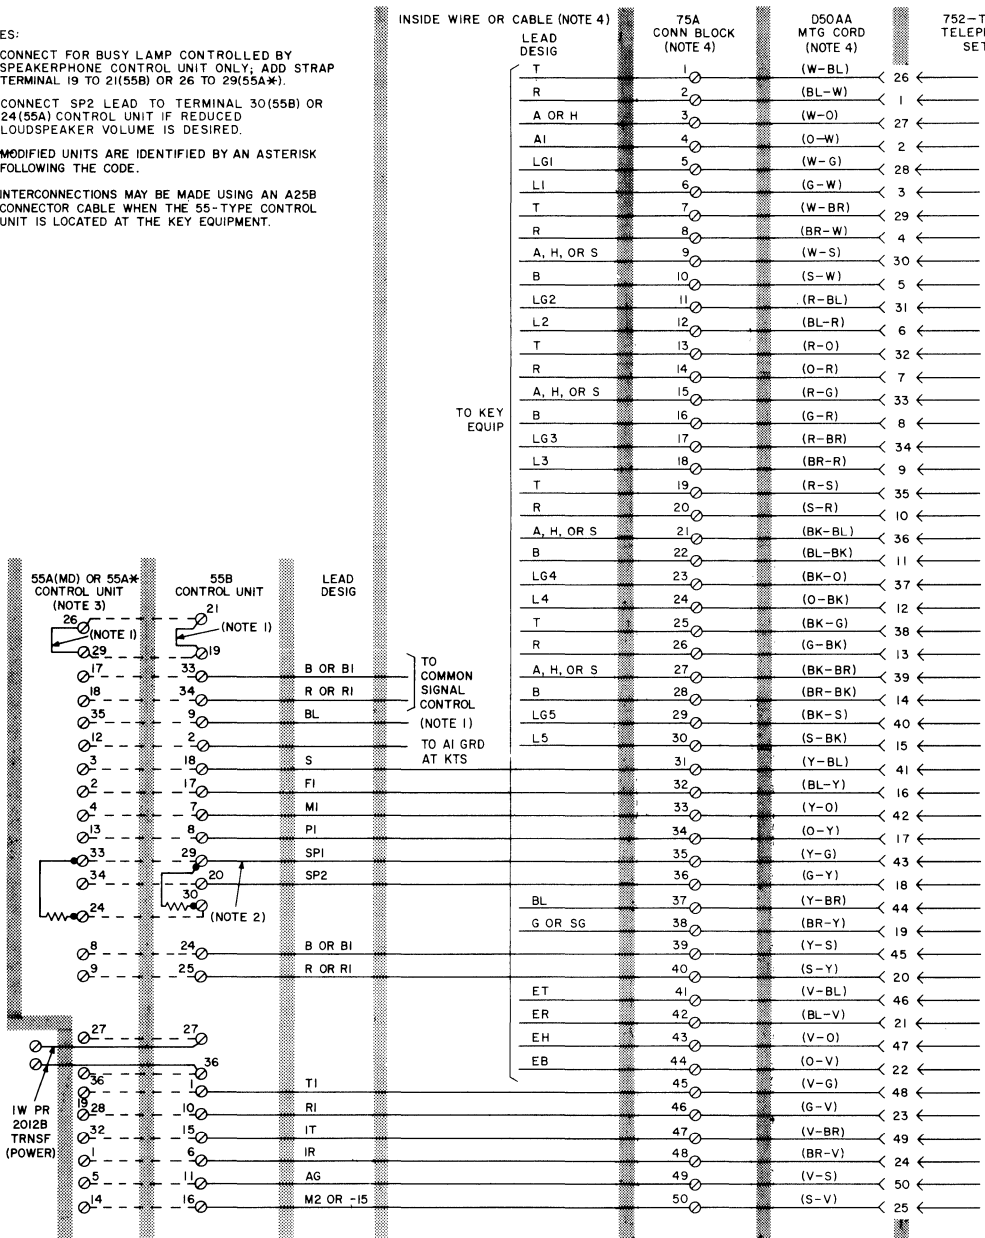 ES:
CONNECT FOR BUSY LAMP CONTROLLED BY
SPEAKERPHONE CONTROL UNIT ONLY; ADD STRAP
TERMINAL 19 TO 21(55B) OR 26 TO 29(55A*).
CONNECT SP2 LEAD TO TERMINAL 30(55B) OR
24(55A) CONTROL UNIT IF REDUCED
LOUDSPEAKER VOLUME IS DESIRED.
MODIFIED UNITS ARE IDENTIFIED BY AN ASTERISK
FOLLOWING THE CODE.
INTERCONNECTIONS MAY BE MADE USING AN A25B
CONNECTOR CABLE WHEN THE 55-TYPE CONTROL
UNIT IS LOCATED AT THE KEY EQUIPMENT.
INSIDE WIRE OR CABLE (NOTE 4)
LEAD
DESIG
75A
CONN BLOCK
(NOTE 4)
D50AA
MTG CORD
(NOTE 4)
752-T
TELEP
SET
T 1 (W-BL) 26
R 2 (BL-W) 1
A OR H 3 (W-O) 27
A1 4 (O-W) 2
LG1 5 (W-G) 28
L1 6 (G-W) 3
T 7 (W-BR) 29
R 8 (BR-W) 4
A, H, OR S 9 (W-S) 30
B 10 (S-W) 5
LG2 11 (R-BL) 31
L2 12 (BL-R) 6
T 13 (R-O) 32
R 14 (O-R) 7
A, H, OR S 15 (R-G) 33
TO KEY
EQUIP
B 16 (G-R) 8
LG3 17 (R-BR) 34
L3 18 (BR-R) 9
T 19 (R-S) 35
R 20 (S-R) 10
A, H, OR S 21 (BK-BL) 36
B 22 (BL-BK) 11
LG4 23 (BK-O) 37
L4 24 (O-BK) 12
T 25 (BK-G) 38
R 26 (G-BK) 13
A, H, OR S 27 (BK-BR) 39
B 28 (BR-BK) 14
LG5 29 (BK-S) 40
L5 30 (S-BK) 15
31 (Y-BL) 41
32 (BL-Y) 16
33 (Y-O) 42
34 (O-Y) 17
35 (Y-G) 43
36 (G-Y) 18
BL 37 (Y-BR) 44
G OR SG 38 (BR-Y) 19
39 (Y-S) 45
40 (S-Y) 20
ET 41 (V-BL) 46
ER 42 (BL-V) 21
EH 43 (V-O) 47
EB 44 (O-V) 22
45 (V-G) 48
46 (G-V) 23
47 (V-BR) 49
48 (BR-V) 24
49 (V-S) 50
50 (S-V) 25
55A(MD) OR 55A*
CONTROL UNIT
(NOTE 3)
55B
CONTROL UNIT
LEAD
DESIG
26 (NOTE 1) 21 (NOTE 1)
29 19
17 33 B OR B1
18 34 R OR R1
TO
COMMON
SIGNAL
CONTROL
35 9 BL (NOTE 1)
12 2 TO A1 GRD
AT KTS
3 18 S
2 17 F1
4 7 M1
13 8 P1
33 29 SP1
34 20 SP2
24 30 (NOTE 2)
8 24 B OR B1
9 25 R OR R1
27 27
36 36
19 1 T1
28 10 R1
32 15 IT
1 6 IR
5 11 AG
14 16 M2 OR -15
1W PR
2012B
TRNSF
(POWER)